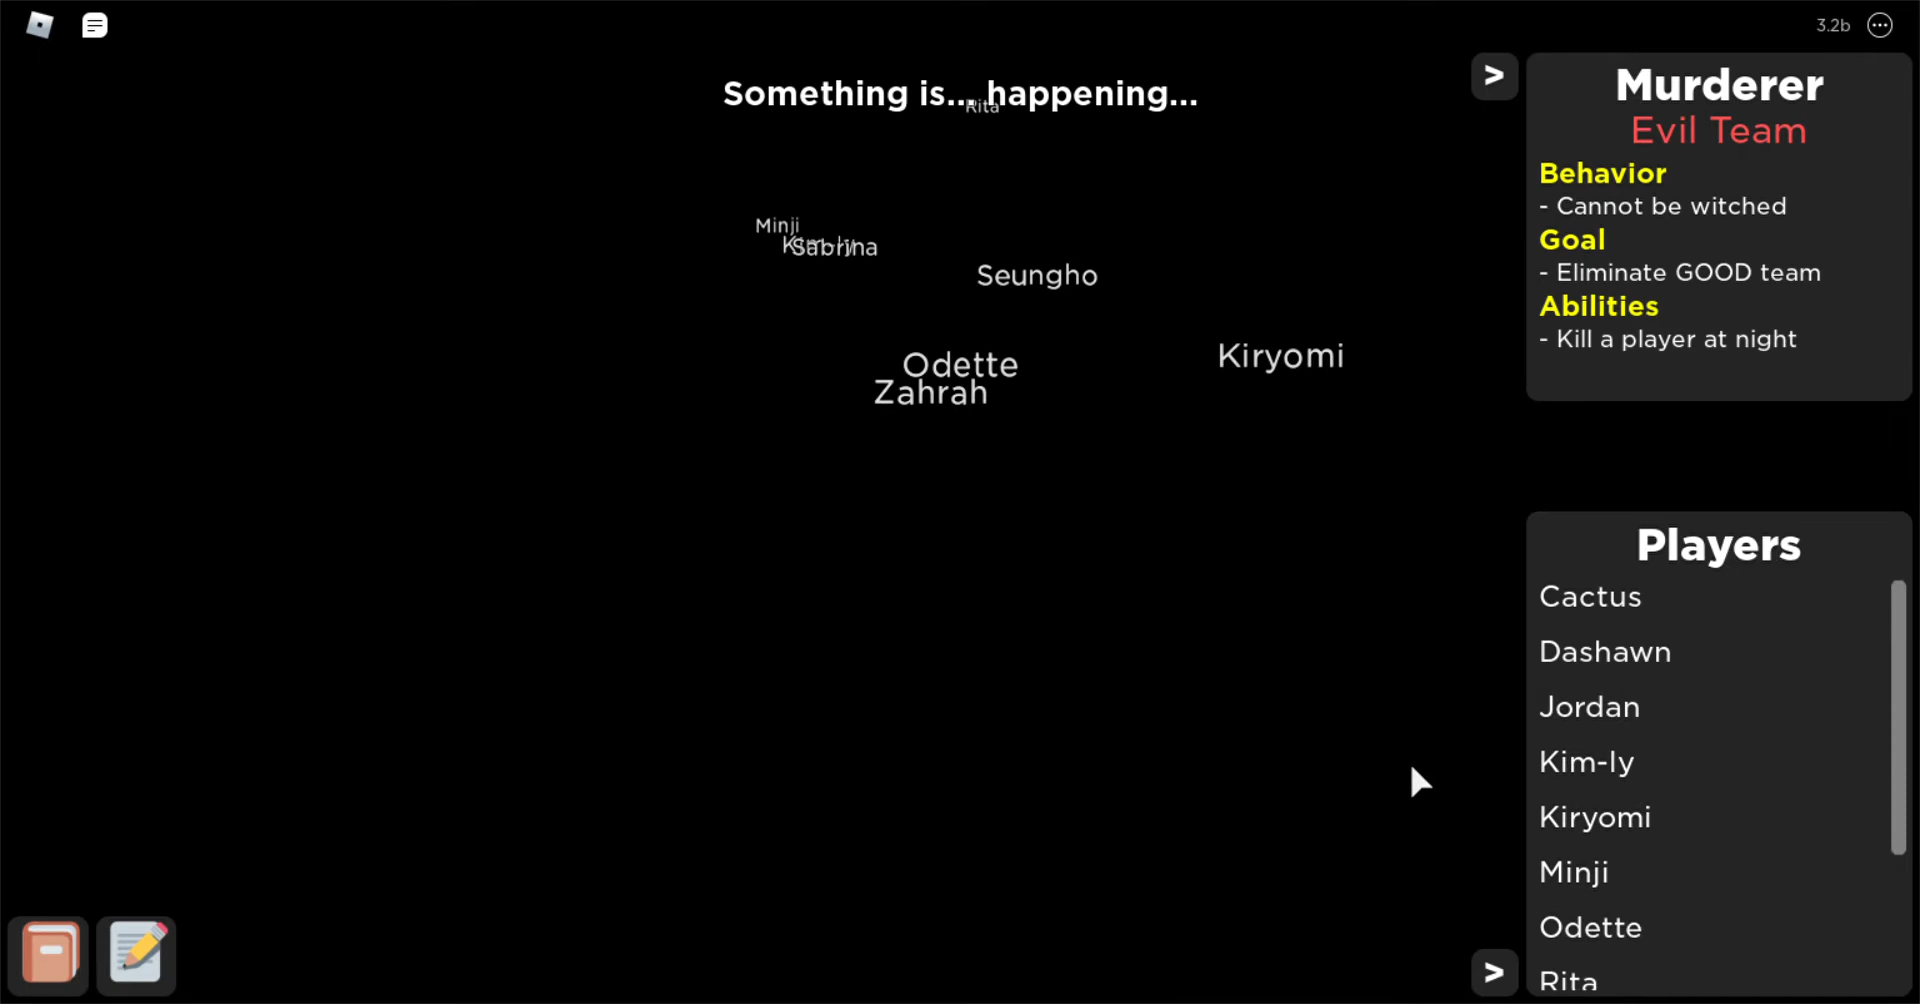 3.2b
Something is... happening...
Rita
Minji
Kim-ly
Sabrina
Seungho
Odette
Kiryomi
Zahrah
>
Murderer
Evil Team
Behavior
- Cannot be witched
Goal
- Eliminate GOOD team
Abilities
- Kill a player at night
Players
Cactus
Dashawn
Jordan
Kim-ly
Kiryomi
Minji
Odette
Rita
>